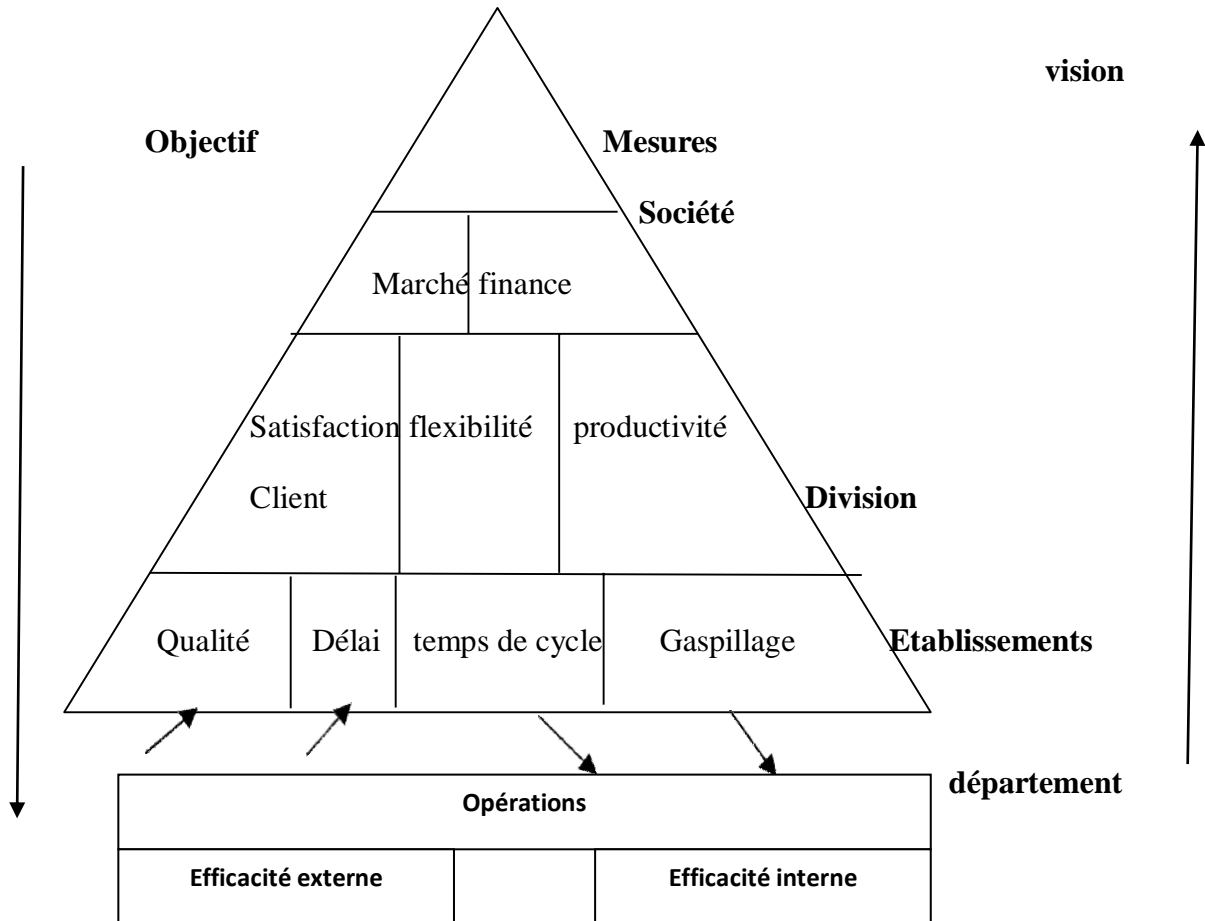 vision
Objectif
Mesures
Société
Marché finance
Satisfaction flexibilité productivité
Client
Division
Qualité Délai temps de cycle Gaspillage Etablissements
département
Opérations
Efficacité externe Efficacité interne